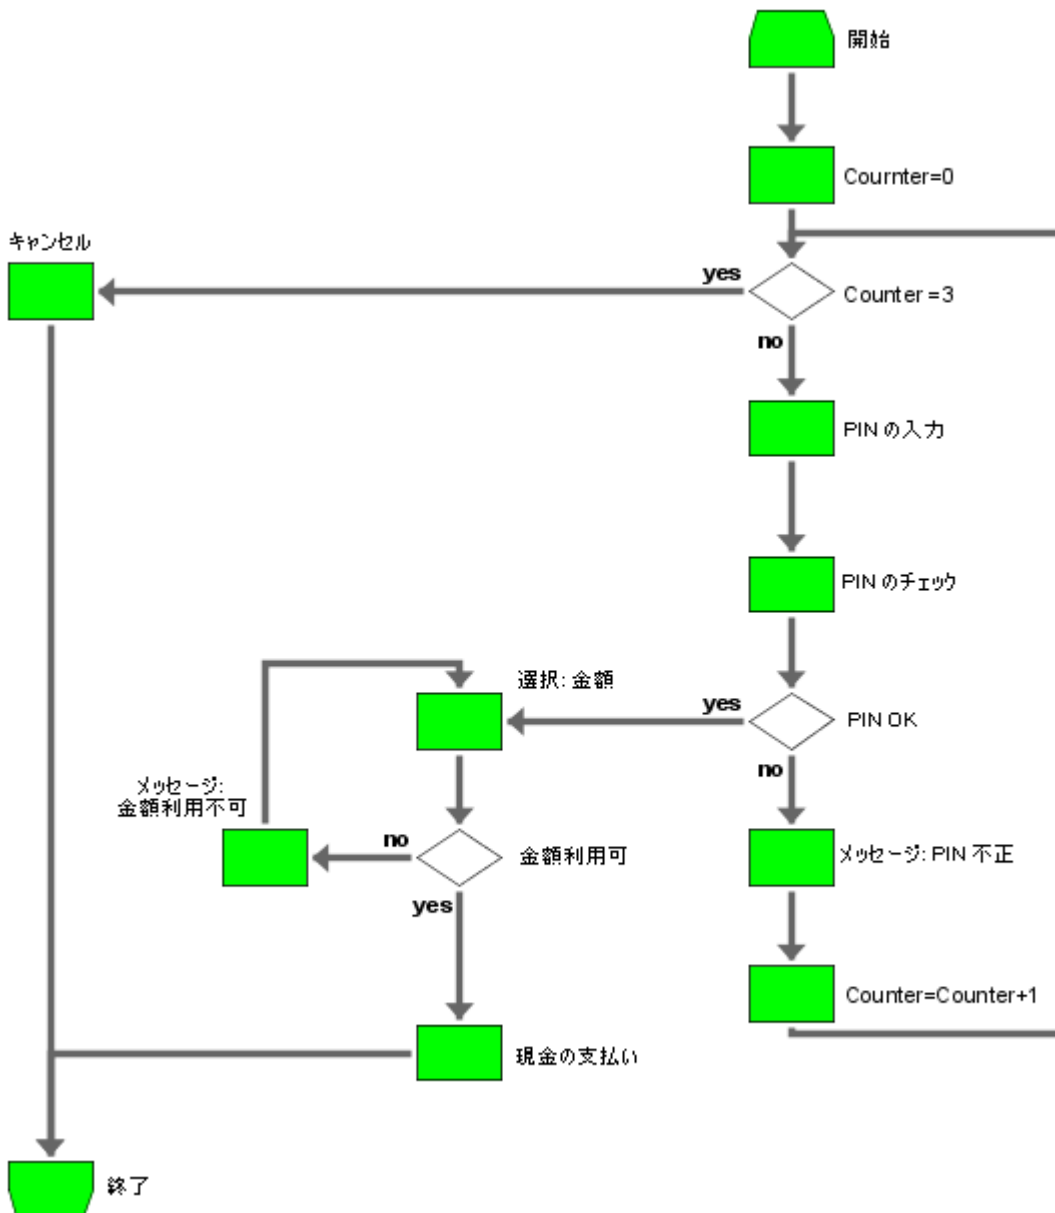 開始
Cournter=0
キャンセル
yes
Counter =3
no
PIN の入力
PIN のチェック
選択: 金額
yes
PIN OK
no
メッセージ:
金額利用不可
no
金額利用可
メッセージ: PIN 不正
yes
Counter=Counter+1
現金の支払い
終了